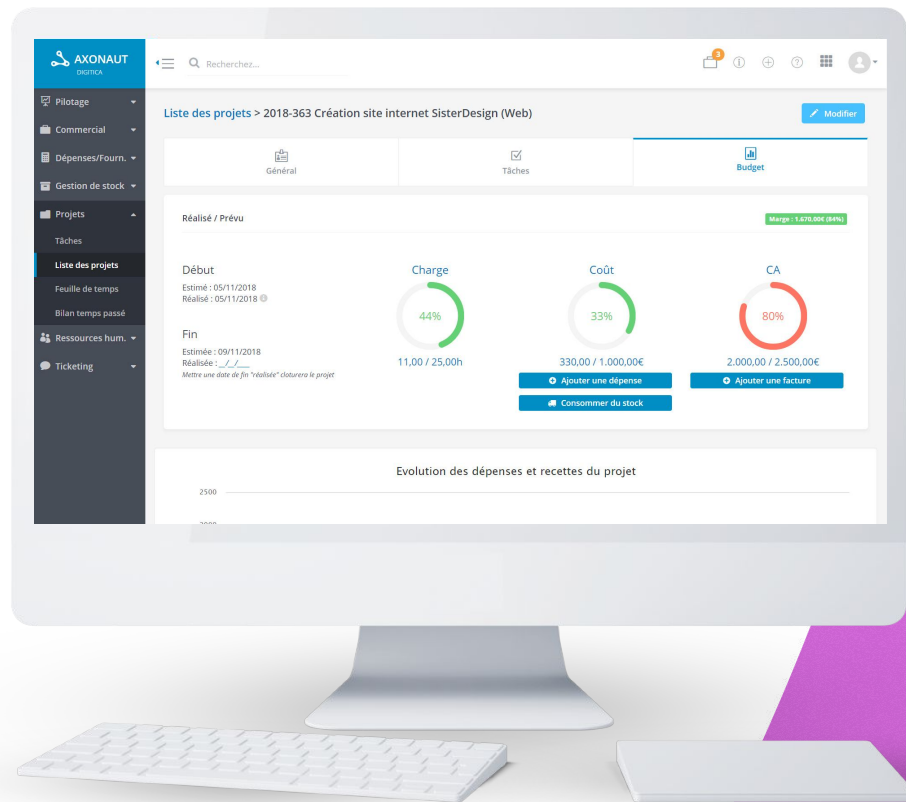 AXONAUT
DIGITICA
Recherchez...
3
Pilotage
Commercial
Dépenses/Fourn.
Gestion de stock
Projets
Tâches
Liste des projets
Feuille de temps
Bilan temps passé
Ressources hum.
Ticketing
Liste des projets > 2018-363 Création site internet SisterDesign (Web)
Modifier
Général
Tâches
Budget
Réalisé / Prévu
Marge : 1.670,00€ (84%)
Début
Estimé : 05/11/2018
Réalisé : 05/11/2018
Fin
Estimée : 09/11/2018
Réalisée : __/__/____
Mettre une date de fin "réalisée" cloturera le projet
Charge
44%
11,00 / 25,00h
Coût
33%
330,00 / 1.000,00€
Ajouter une dépense
Consommer du stock
CA
80%
2.000,00 / 2.500,00€
Ajouter une facture
Evolution des dépenses et recettes du projet
2500